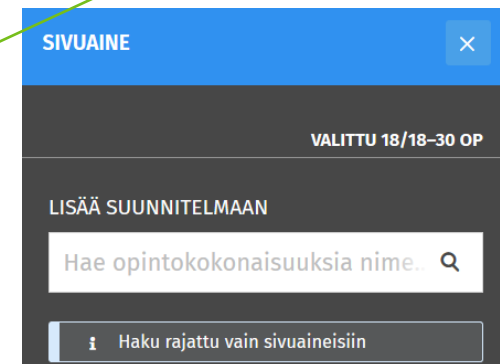 SIVUAINE
VALITTU 18/18–30 OP
LISÄÄ SUUNNITELMAAN
Hae opintokokonaisuuksia nime..
Haku rajattu vain sivuaineisiin